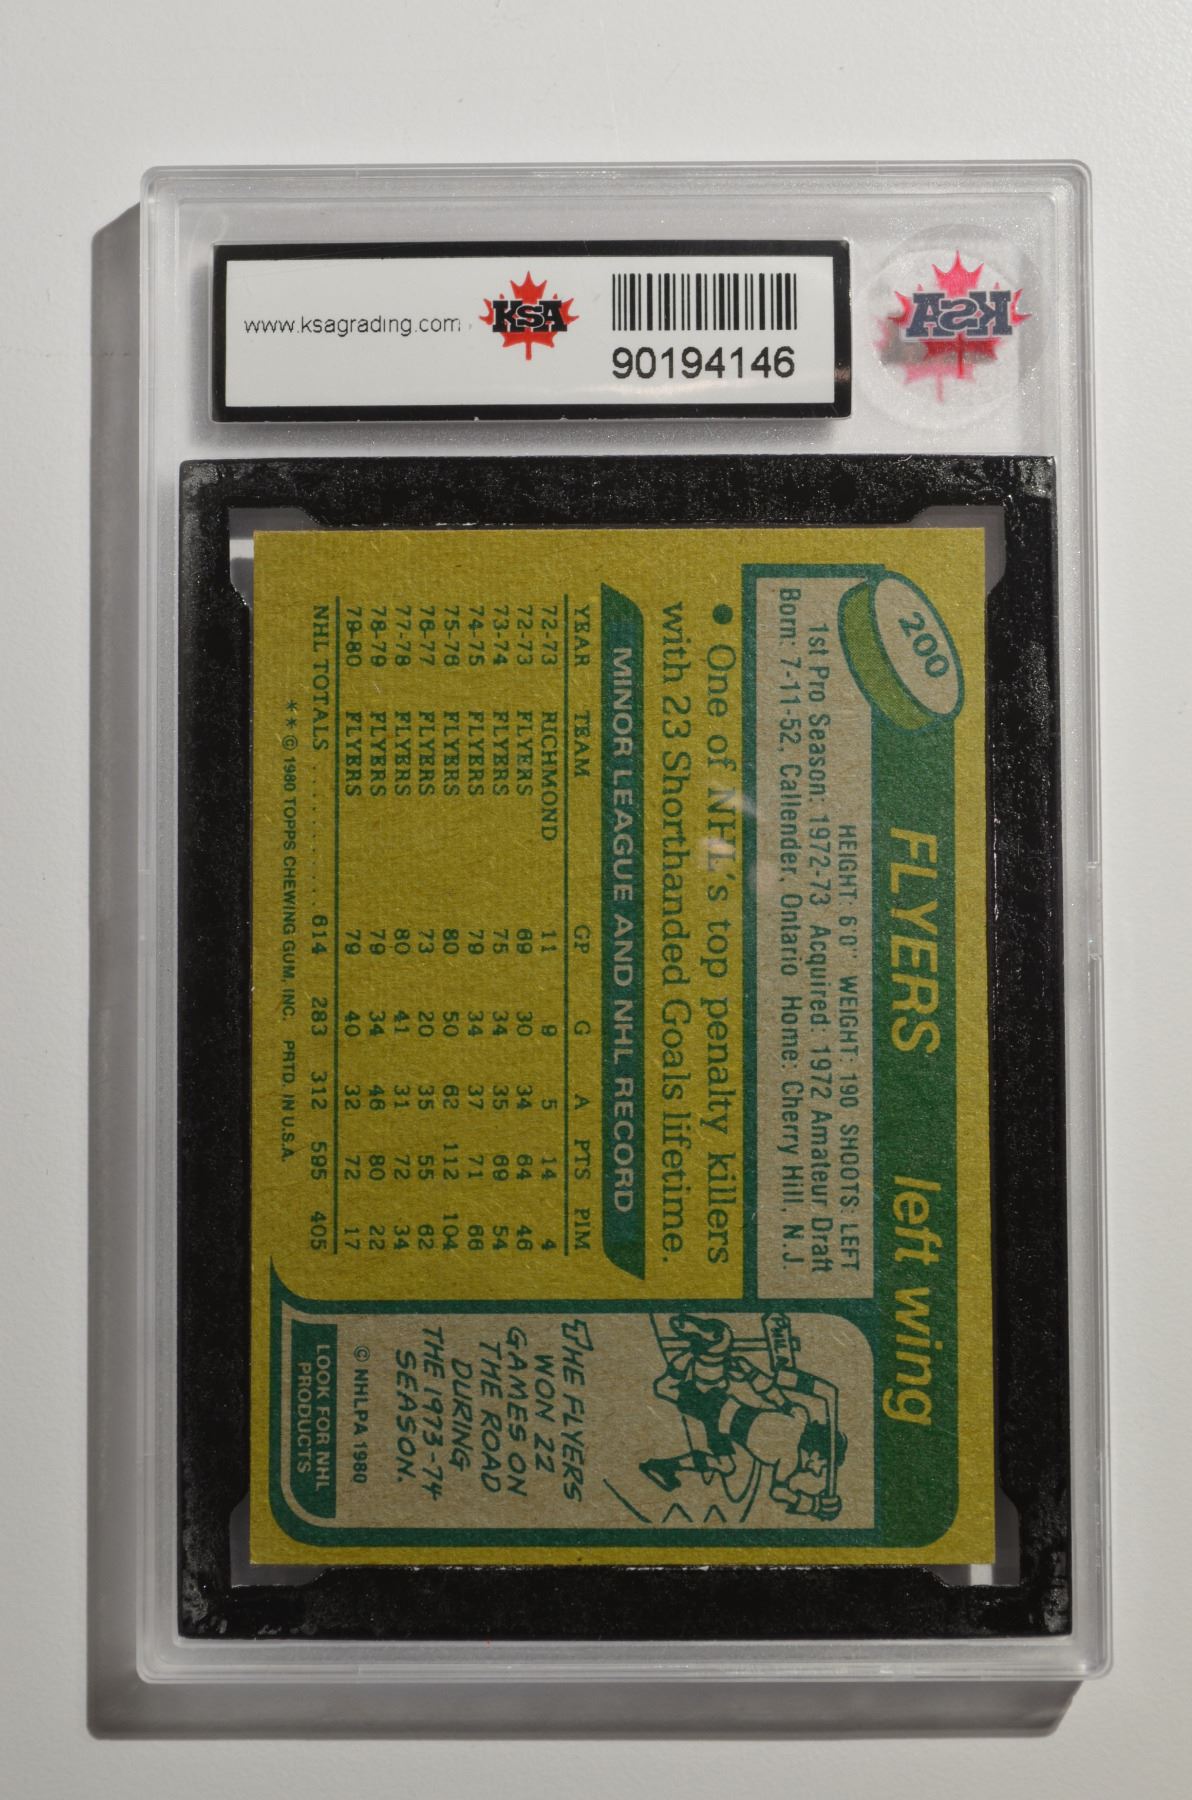 www.ksagrading.com
KSA
90194146
KSA
200
FLYERS left wing
HEIGHT: 6'0" WEIGHT: 190 SHOOTS: LEFT
1st Pro Season: 1972-73 Acquired: 1972 Amateur Draft
Born: 7-11-52, Callender, Ontario Home: Cherry Hill, N.J.
• One of NHL's top penalty killers
with 23 Shorthanded Goals lifetime.
MINOR LEAGUE AND NHL RECORD
YEAR TEAM GP G A PTS PIM
72-73 RICHMOND 11 9 5 14 4
72-73 FLYERS 69 30 34 64 46
73-74 FLYERS 75 34 35 69 54
74-75 FLYERS 79 34 37 71 66
75-76 FLYERS 80 50 62 112 104
76-77 FLYERS 73 20 35 55 62
77-78 FLYERS 80 41 31 72 34
78-79 FLYERS 79 34 46 80 22
79-80 FLYERS 79 40 32 72 17
NHL TOTALS .......... 614 283 312 595 405
**© 1980 TOPPS CHEWING GUM, INC. PRTD. IN U.S.A.
PHIL
THE FLYERS
WON 22
GAMES ON
THE ROAD
DURING
THE 1973-74
SEASON.
© NHLPA 1980
LOOK FOR NHL
PRODUCTS